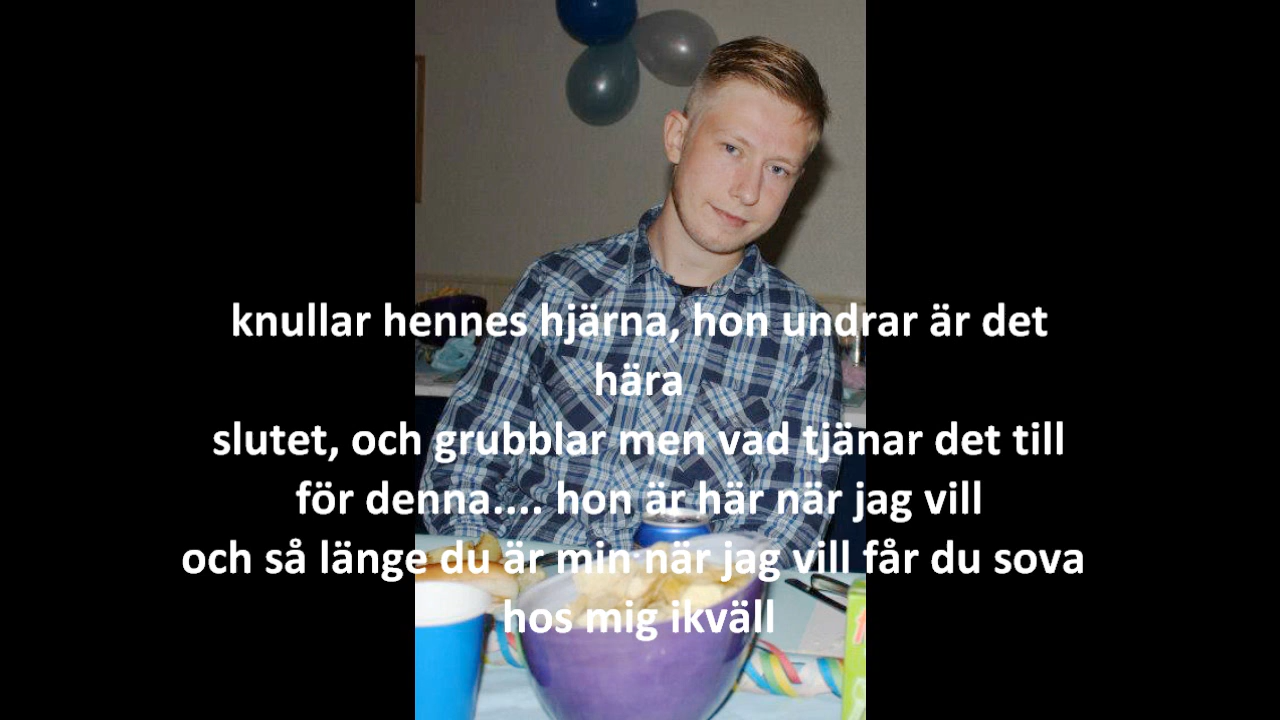 knullar hennes hjärna, hon undrar är det
hära
slutet, och grubblar men vad tjänar det till
för denna.... hon är här när jag vill
och så länge du är min när jag vill får du sova
hos mig ikväll